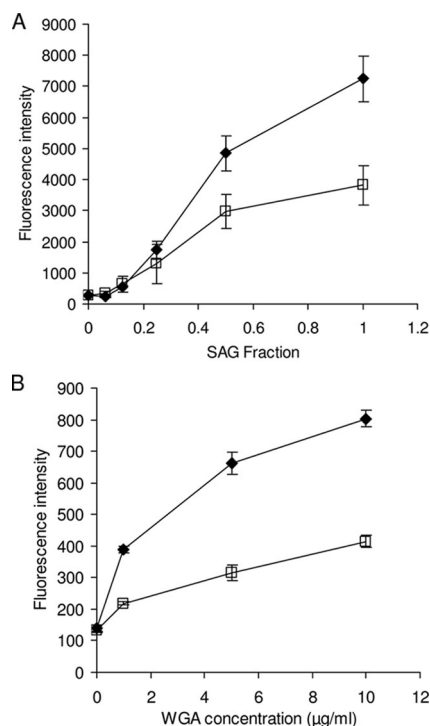 A
Fluorescence intensity
9000
8000
7000
6000
5000
4000
3000
2000
1000
0
0 0.2 0.4 0.6 0.8 1 1.2
SAG Fraction
B
Fluorescence intensity
900
800
700
600
500
400
300
200
100
0
0 2 4 6 8 10 12
WGA concentration (µg/ml)